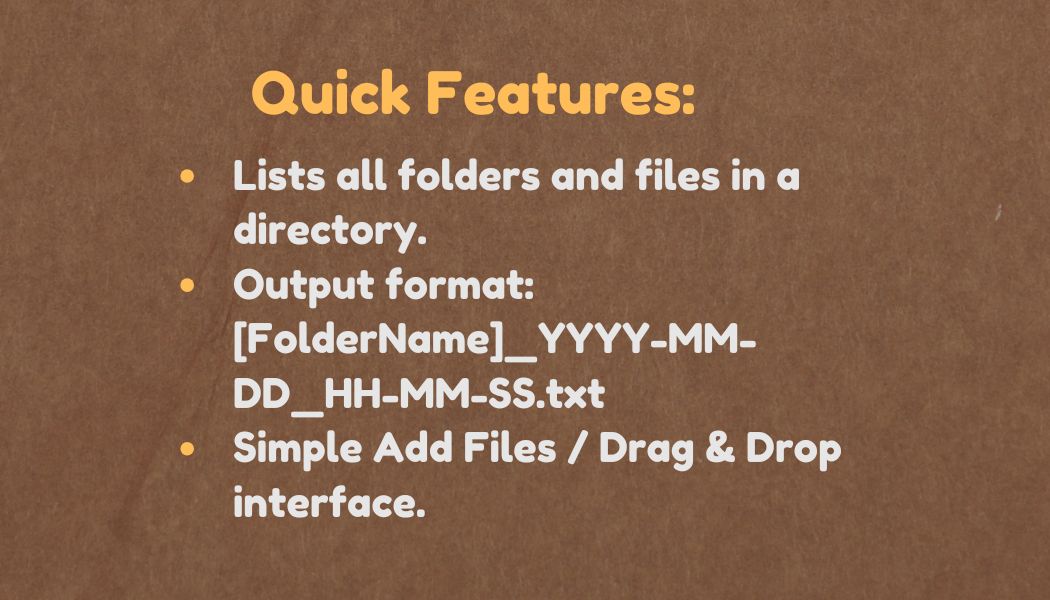 Quick Features:
• Lists all folders and files in a
directory.
• Output format:
[FolderName]_YYYY-MM-
DD_HH-MM-SS.txt
• Simple Add Files / Drag & Drop
interface.